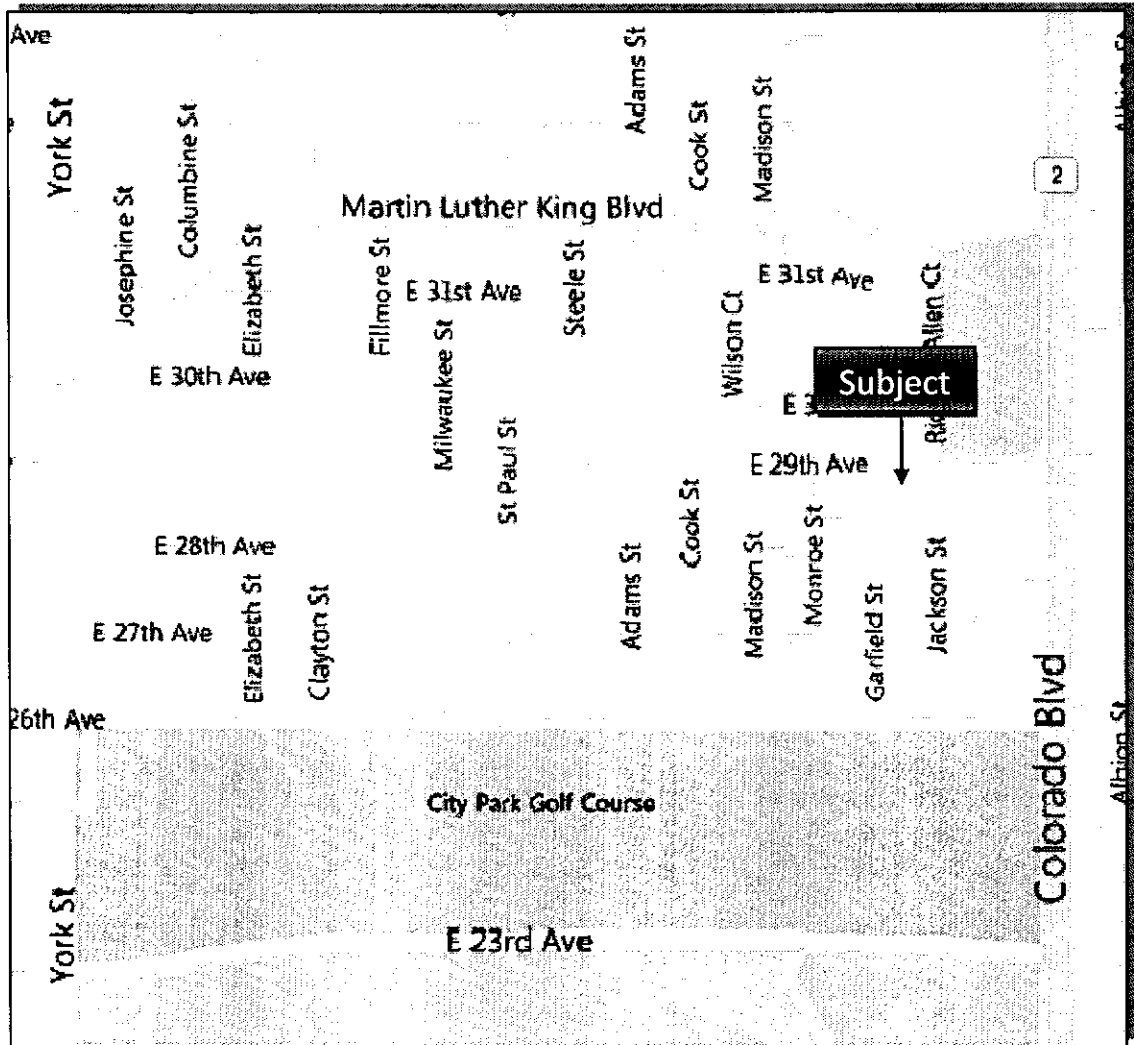 Ave
York St
Josephine St
Columbine St
Elizabeth St
Adams St
Cook St
Madison St
2
Martin Luther King Blvd
Fillmore St
E 31st Ave
Steele St
E 31st Ave
Allen Ct
Wilson Ct
E 30th Ave
Milwaukee St
Subject
St Paul St
E 29th Ave
Cook St
E 28th Ave
Elizabeth St
Clayton St
Adams St
Madison St
Monroe St
Garfield St
Jackson St
E 27th Ave
26th Ave
Colorado Blvd
Albion St
City Park Golf Course
York St
E 23rd Ave